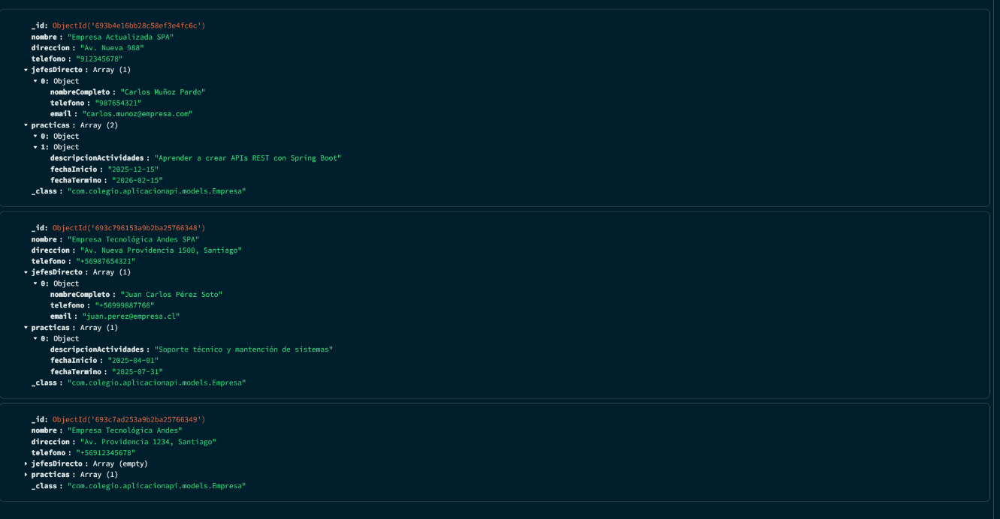 _id: ObjectId('693b4e16bb28c58ef3e4fc6c')
nombre : "Empresa Actualizada SPA"
direccion : "Av. Nueva 988"
telefono : "912345678"
jefesDirecto : Array (1)
0: Object
nombreCompleto : "Carlos Muñoz Pardo"
telefono : "987654321"
email : "carlos.munoz@empresa.com"
practicas : Array (2)
0: Object
1: Object
descripcionActividades : "Aprender a crear APIs REST con Spring Boot"
fechaInicio : "2025-12-15"
fechaTermino : "2026-02-15"
_class : "com.colegio.aplicacionapi.models.Empresa"
_id: ObjectId('693c796153a9b2ba25766348')
nombre : "Empresa Tecnológica Andes SPA"
direccion : "Av. Nueva Providencia 1500, Santiago"
telefono : "+56987654321"
jefesDirecto : Array (1)
0: Object
nombreCompleto : "Juan Carlos Pérez Soto"
telefono : "+56999887766"
email : "juan.perez@empresa.cl"
practicas : Array (1)
0: Object
descripcionActividades : "Soporte técnico y mantención de sistemas"
fechaInicio : "2025-04-01"
fechaTermino : "2025-07-31"
_class : "com.colegio.aplicacionapi.models.Empresa"
_id: ObjectId('693c7ad253a9b2ba25766349')
nombre : "Empresa Tecnológica Andes"
direccion : "Av. Providencia 1234, Santiago"
telefono : "+56912345678"
jefesDirecto : Array (empty)
practicas : Array (1)
_class : "com.colegio.aplicacionapi.models.Empresa"